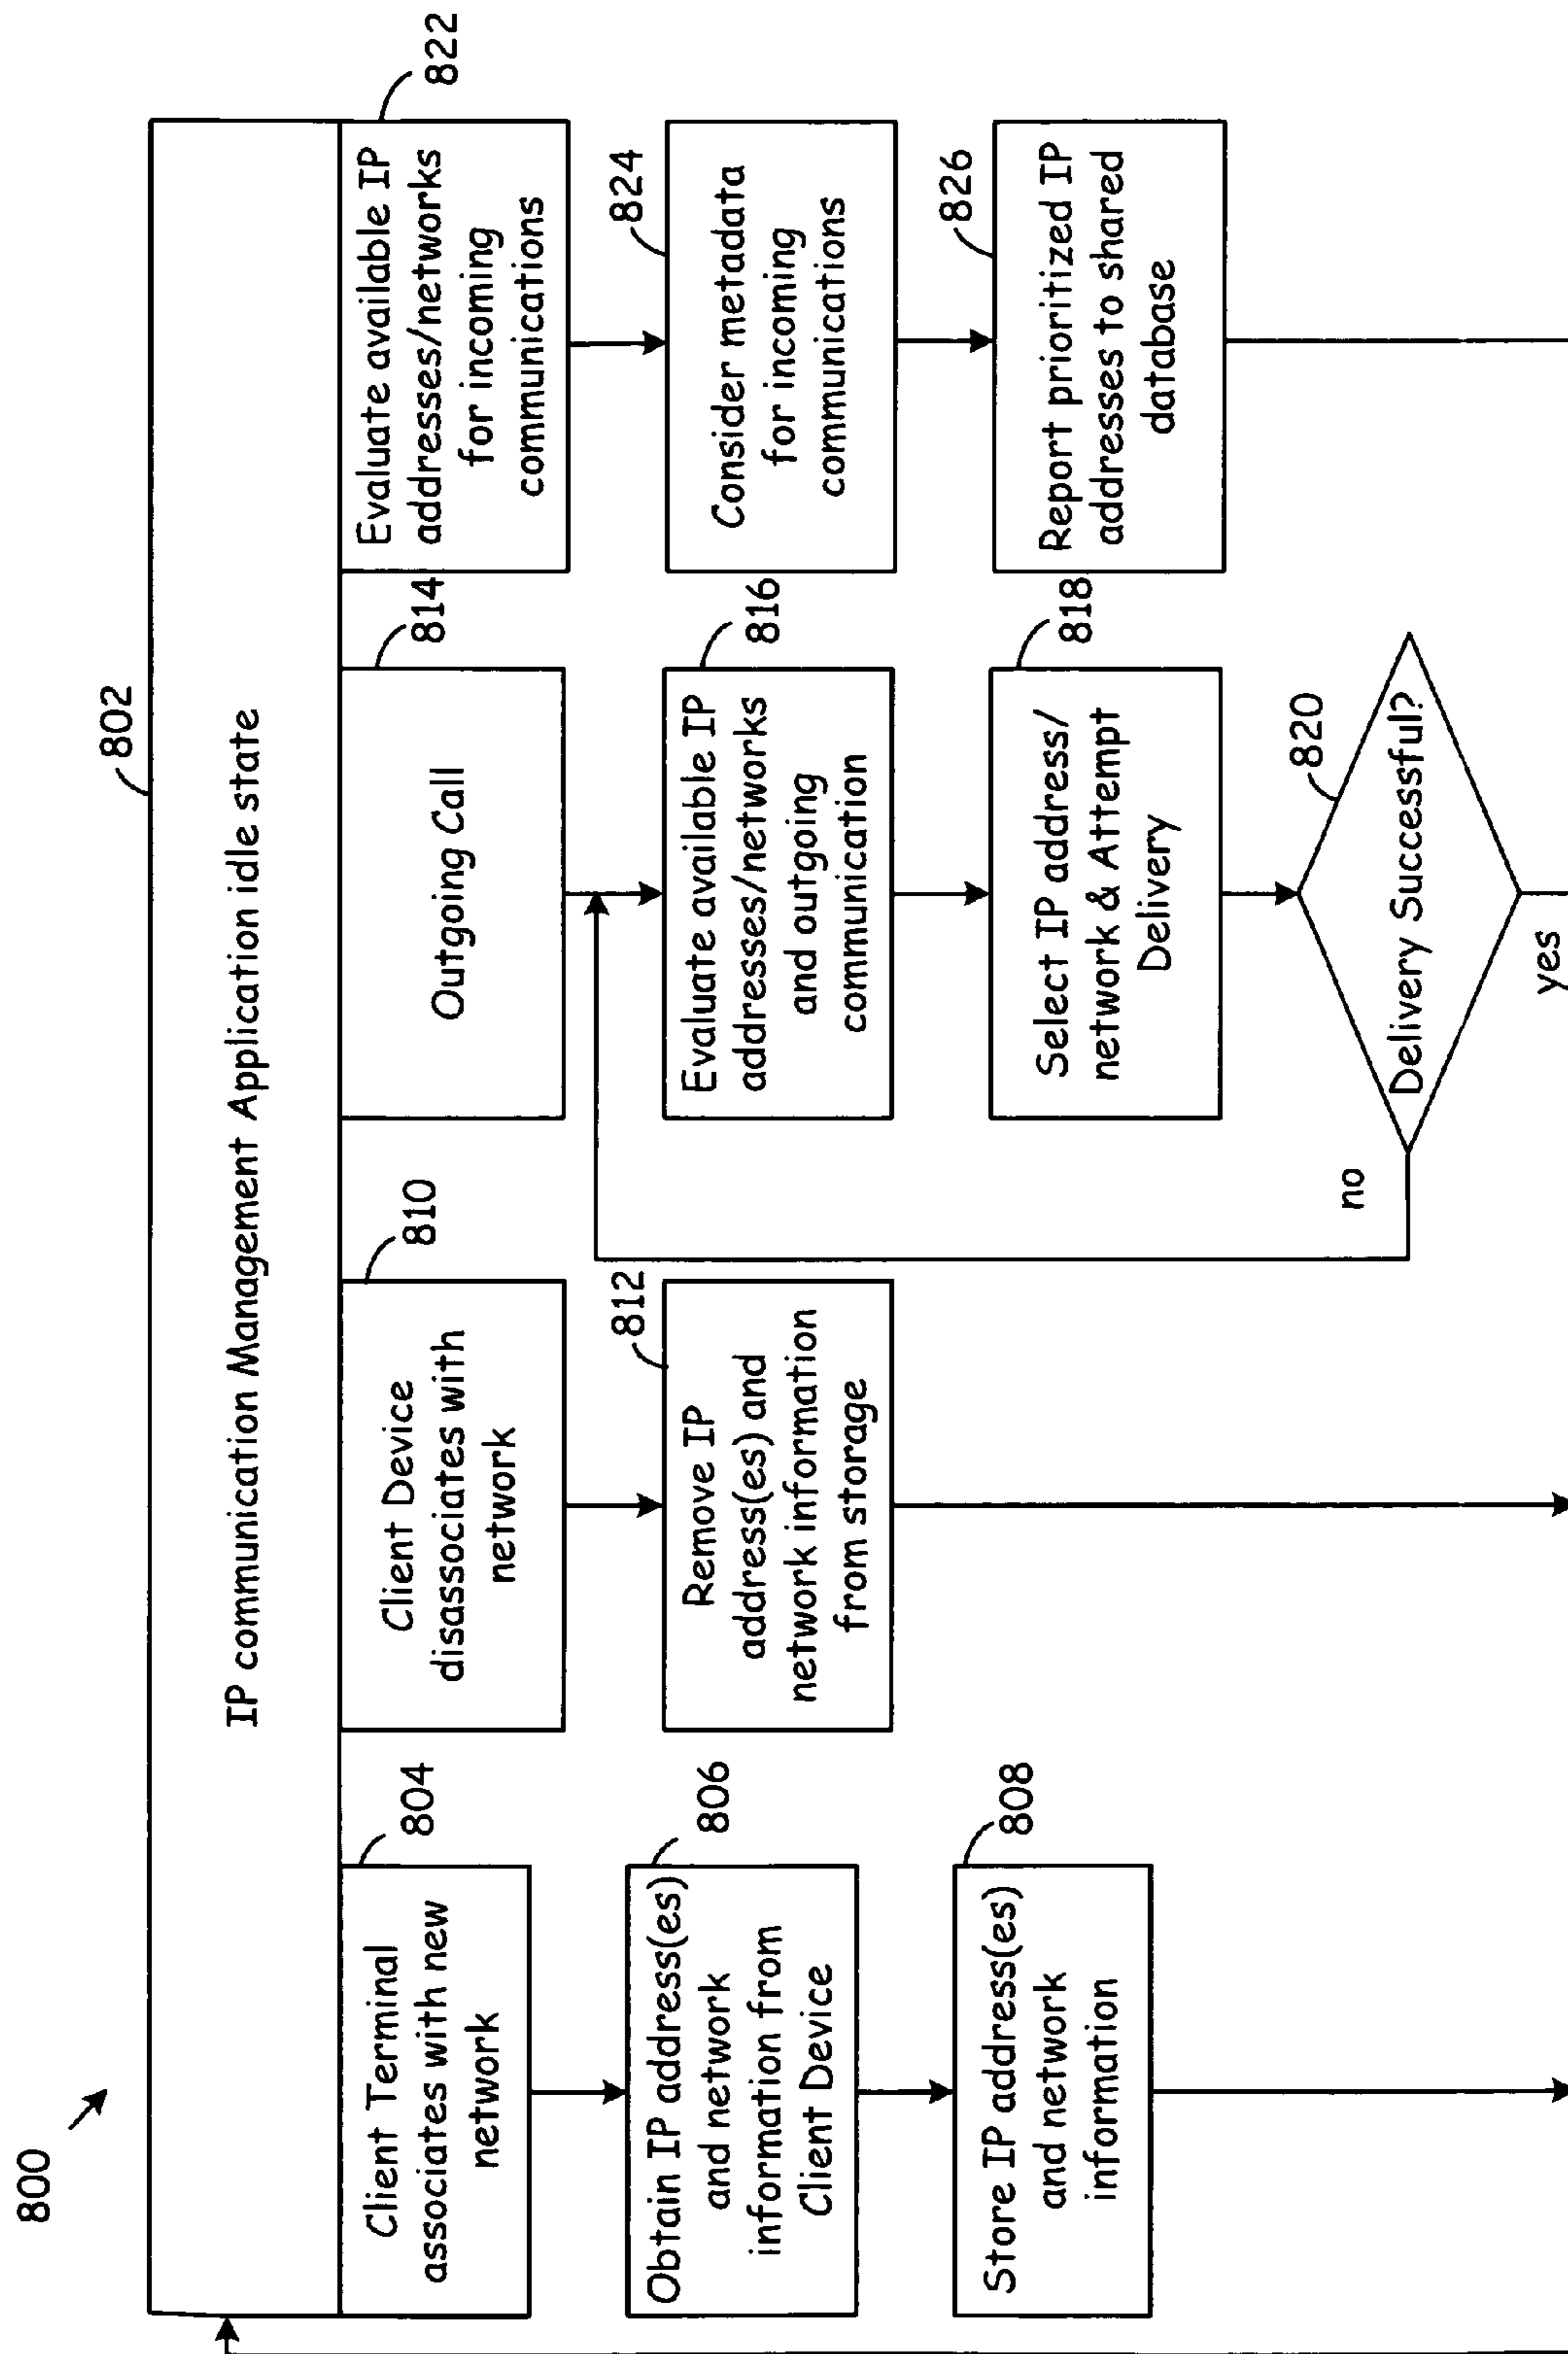 800
802
IP communication Management Application idle state
804
Client Terminal
associates with new
network
806
Obtain IP address(es)
and network
information from
Client Device
808
Store IP address(es)
and network
information
810
Client Device
disassociates with
network
812
Remove IP
address(es) and
network information
from storage
814
Outgoing Call
816
Evaluate available IP
addresses/networks
and outgoing
communication
818
Select IP address/
network & Attempt
Delivery
820
Delivery Successful?
no
yes
822
Evaluate available IP
addresses/networks
for incoming
communications
824
Consider metadata
for incoming
communications
826
Report prioritized IP
addresses to shared
database